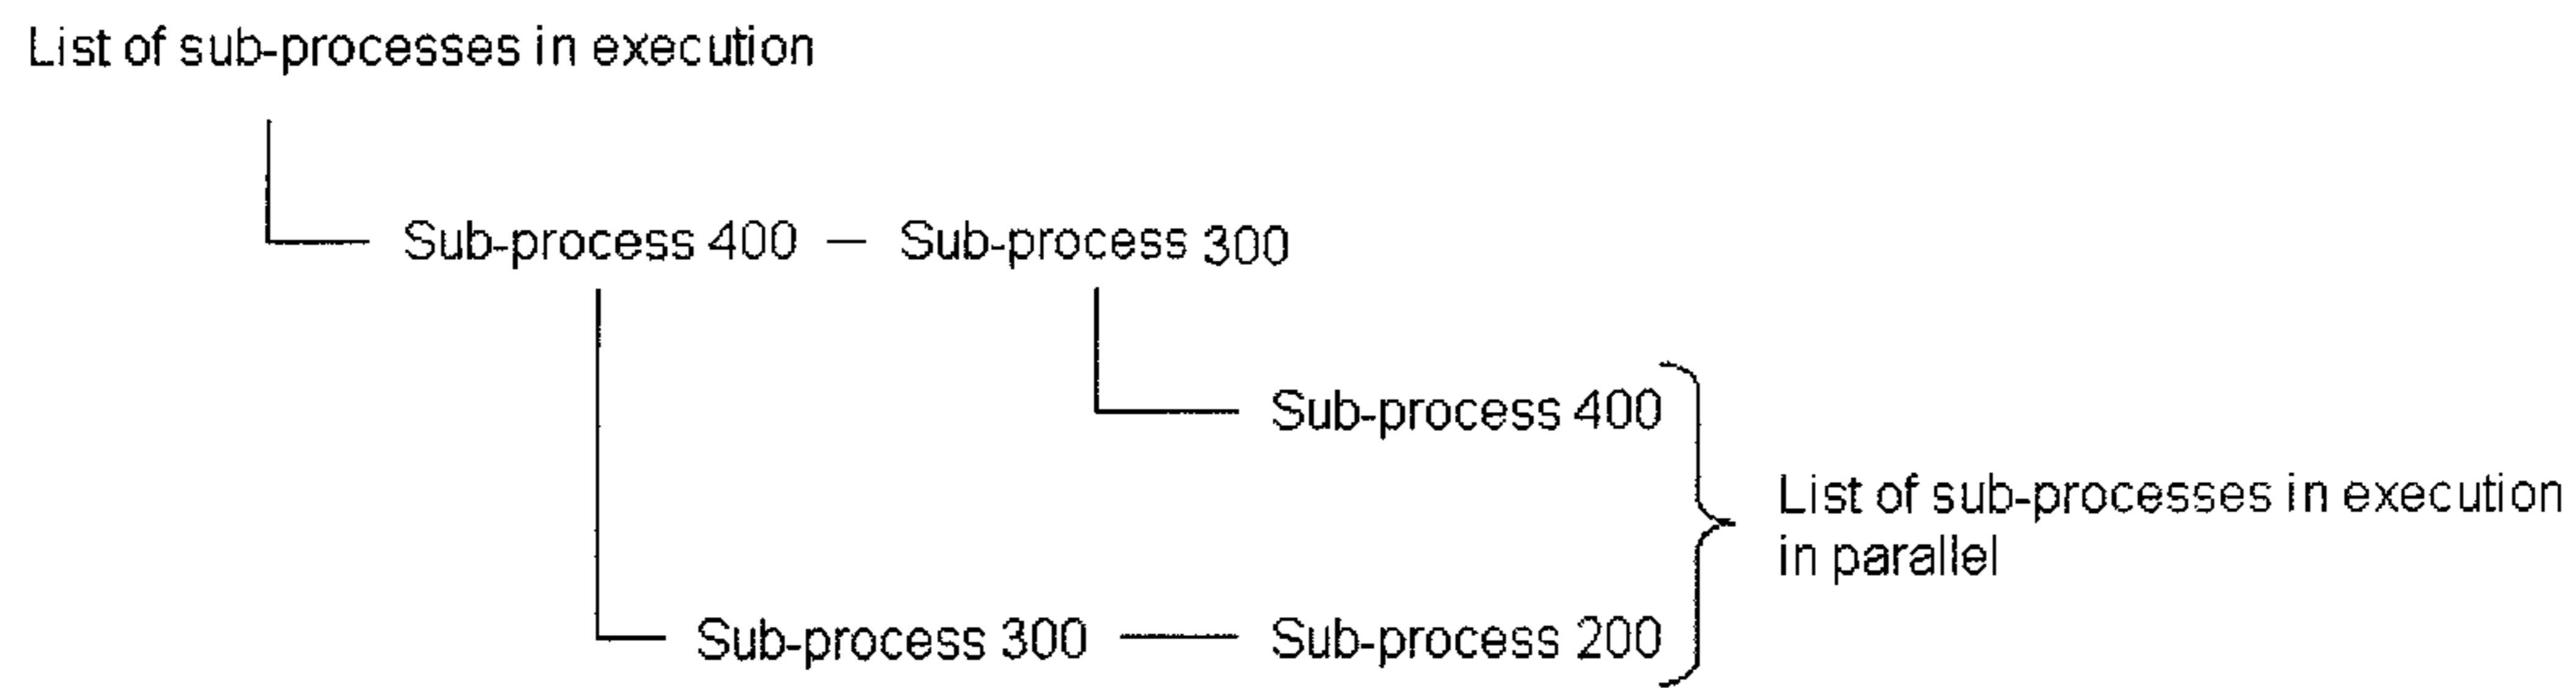 List of sub-processes in execution
Sub-process 400 — Sub-process 300
Sub-process 400
List of sub-processes in execution
in parallel
Sub-process 300 — Sub-process 200